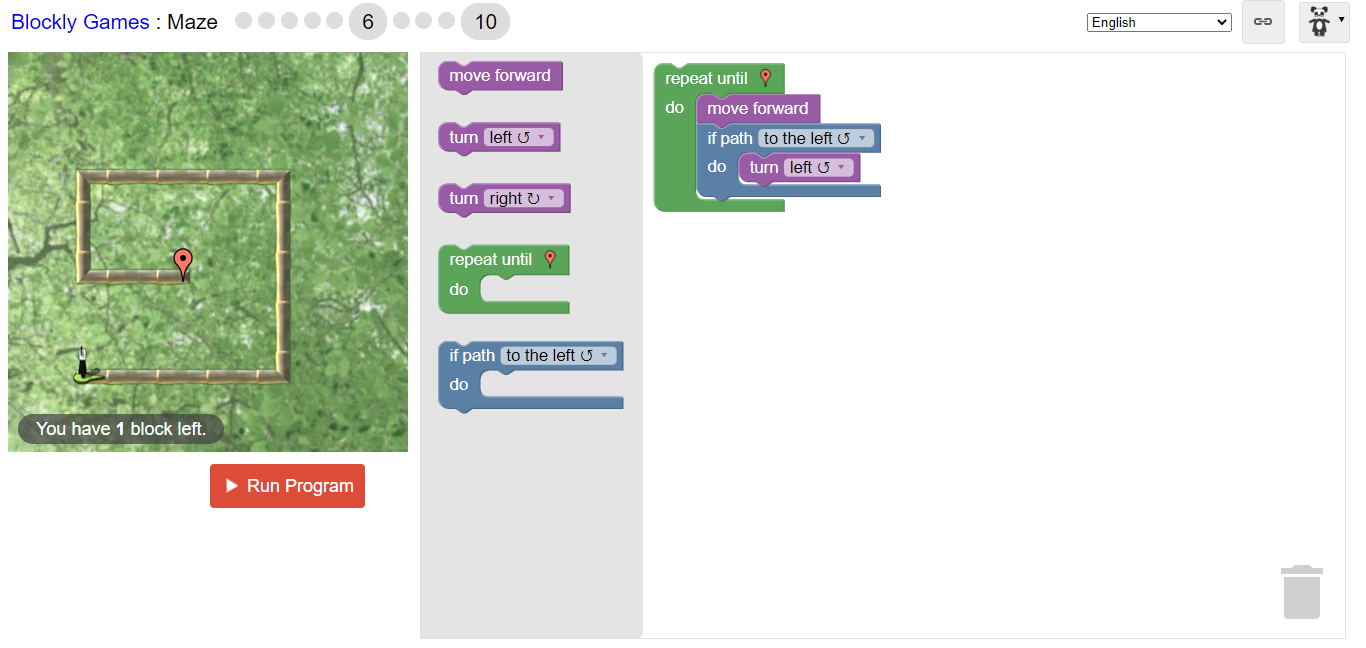 Blockly Games : Maze 6 10 English
move forward
turn left ↺
turn right ↻
repeat until
do
if path to the left ↺
do
repeat until
do move forward
if path to the left ↺
do turn left ↺
You have 1 block left.
Run Program